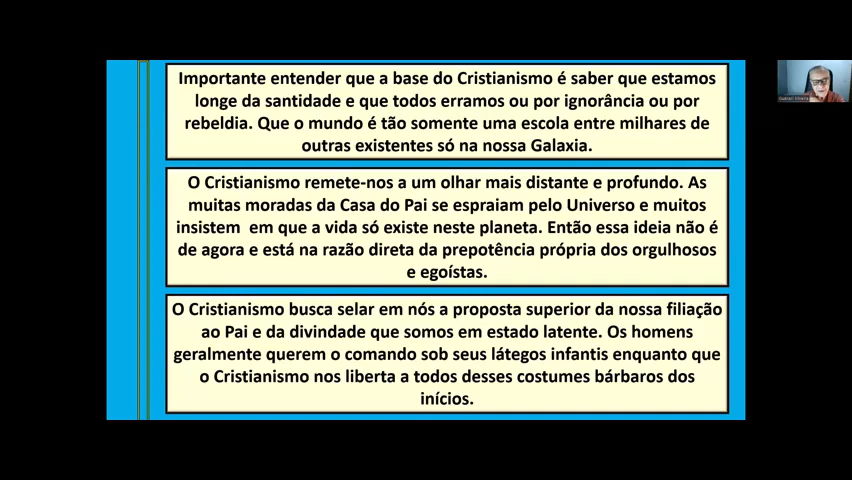 Importante entender que a base do Cristianismo é saber que estamos
longe da santidade e que todos erramos ou por ignorância ou por
rebeldia. Que o mundo é tão somente uma escola entre milhares de
outras existentes só na nossa Galaxia.
O Cristianismo remete-nos a um olhar mais distante e profundo. As
muitas moradas da Casa do Pai se espraiam pelo Universo e muitos
insistem em que a vida só existe neste planeta. Então essa ideia não é
de agora e está na razão direta da prepotência própria dos orgulhosos
e egoístas.
O Cristianismo busca selar em nós a proposta superior da nossa filiação
ao Pai e da divindade que somos em estado latente. Os homens
geralmente querem o comando sob seus látegos infantis enquanto que
o Cristianismo nos liberta a todos desses costumes bárbaros dos
inícios.